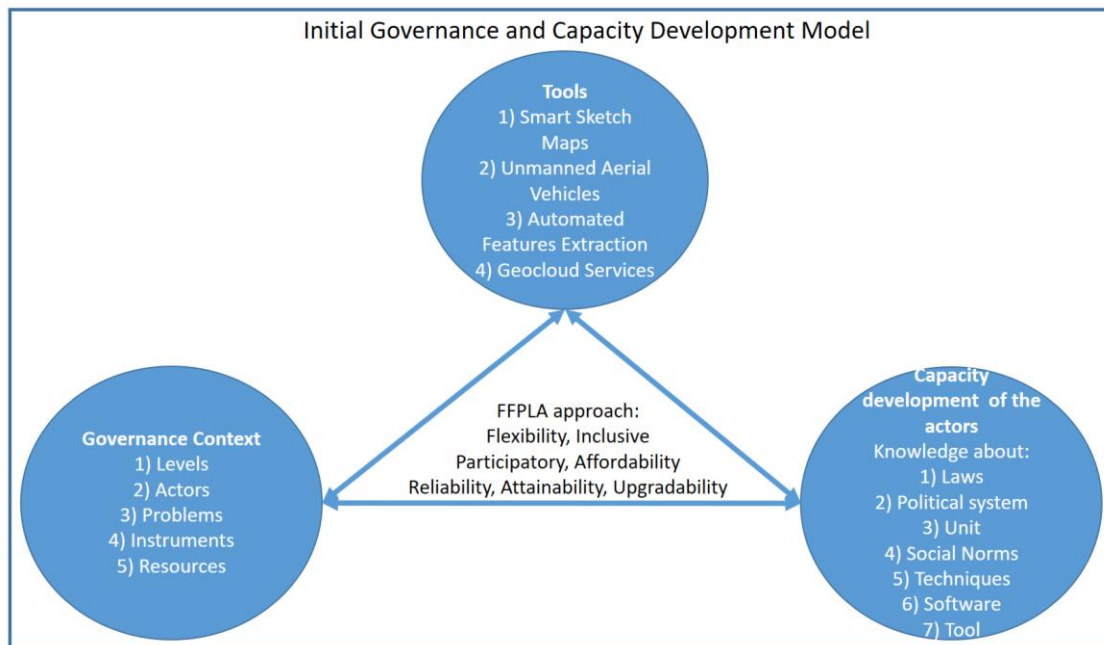 Initial Governance and Capacity Development Model
Tools
1) Smart Sketch
Maps
2) Unmanned Aerial
Vehicles
3) Automated
Features Extraction
4) Geocloud Services
FFPLA approach:
Flexibility, Inclusive
Participatory, Affordability
Reliability, Attainability, Upgradability
Governance Context
1) Levels
2) Actors
3) Problems
4) Instruments
5) Resources
Capacity
development of the
actors
Knowledge about:
1) Laws
2) Political system
3) Unit
4) Social Norms
5) Techniques
6) Software
7) Tool